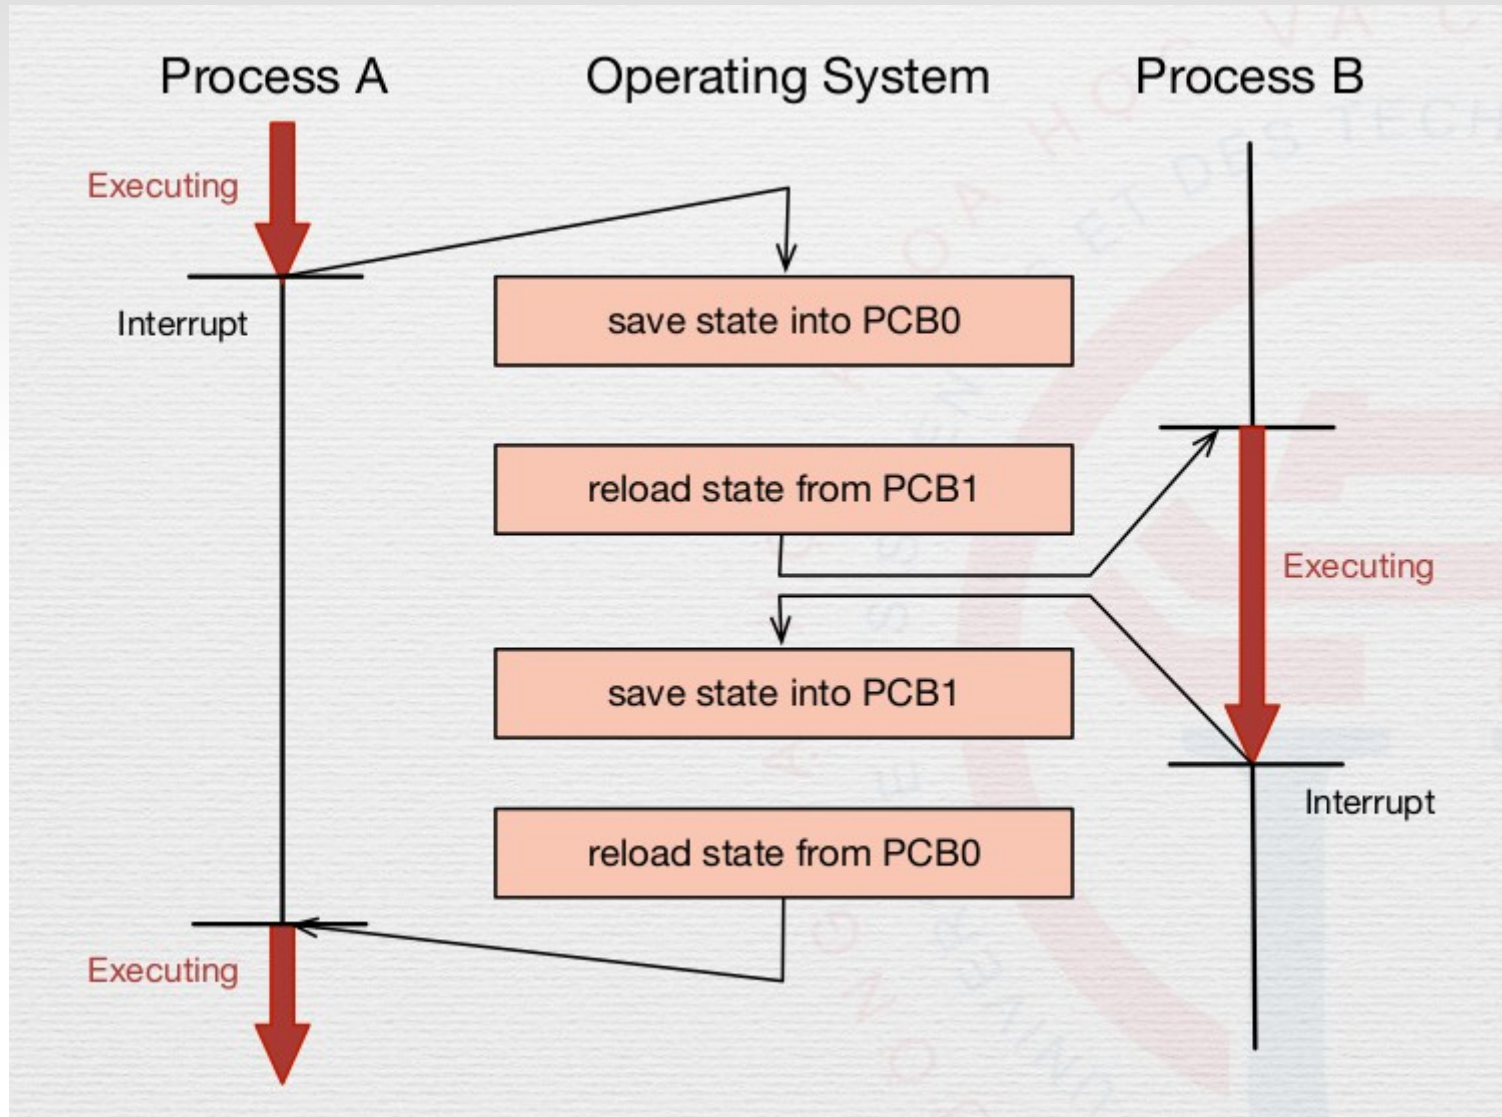 Process A
Operating System
Process B
Executing
Interrupt
save state into PCB0
reload state from PCB1
Executing
save state into PCB1
Interrupt
reload state from PCB0
Executing